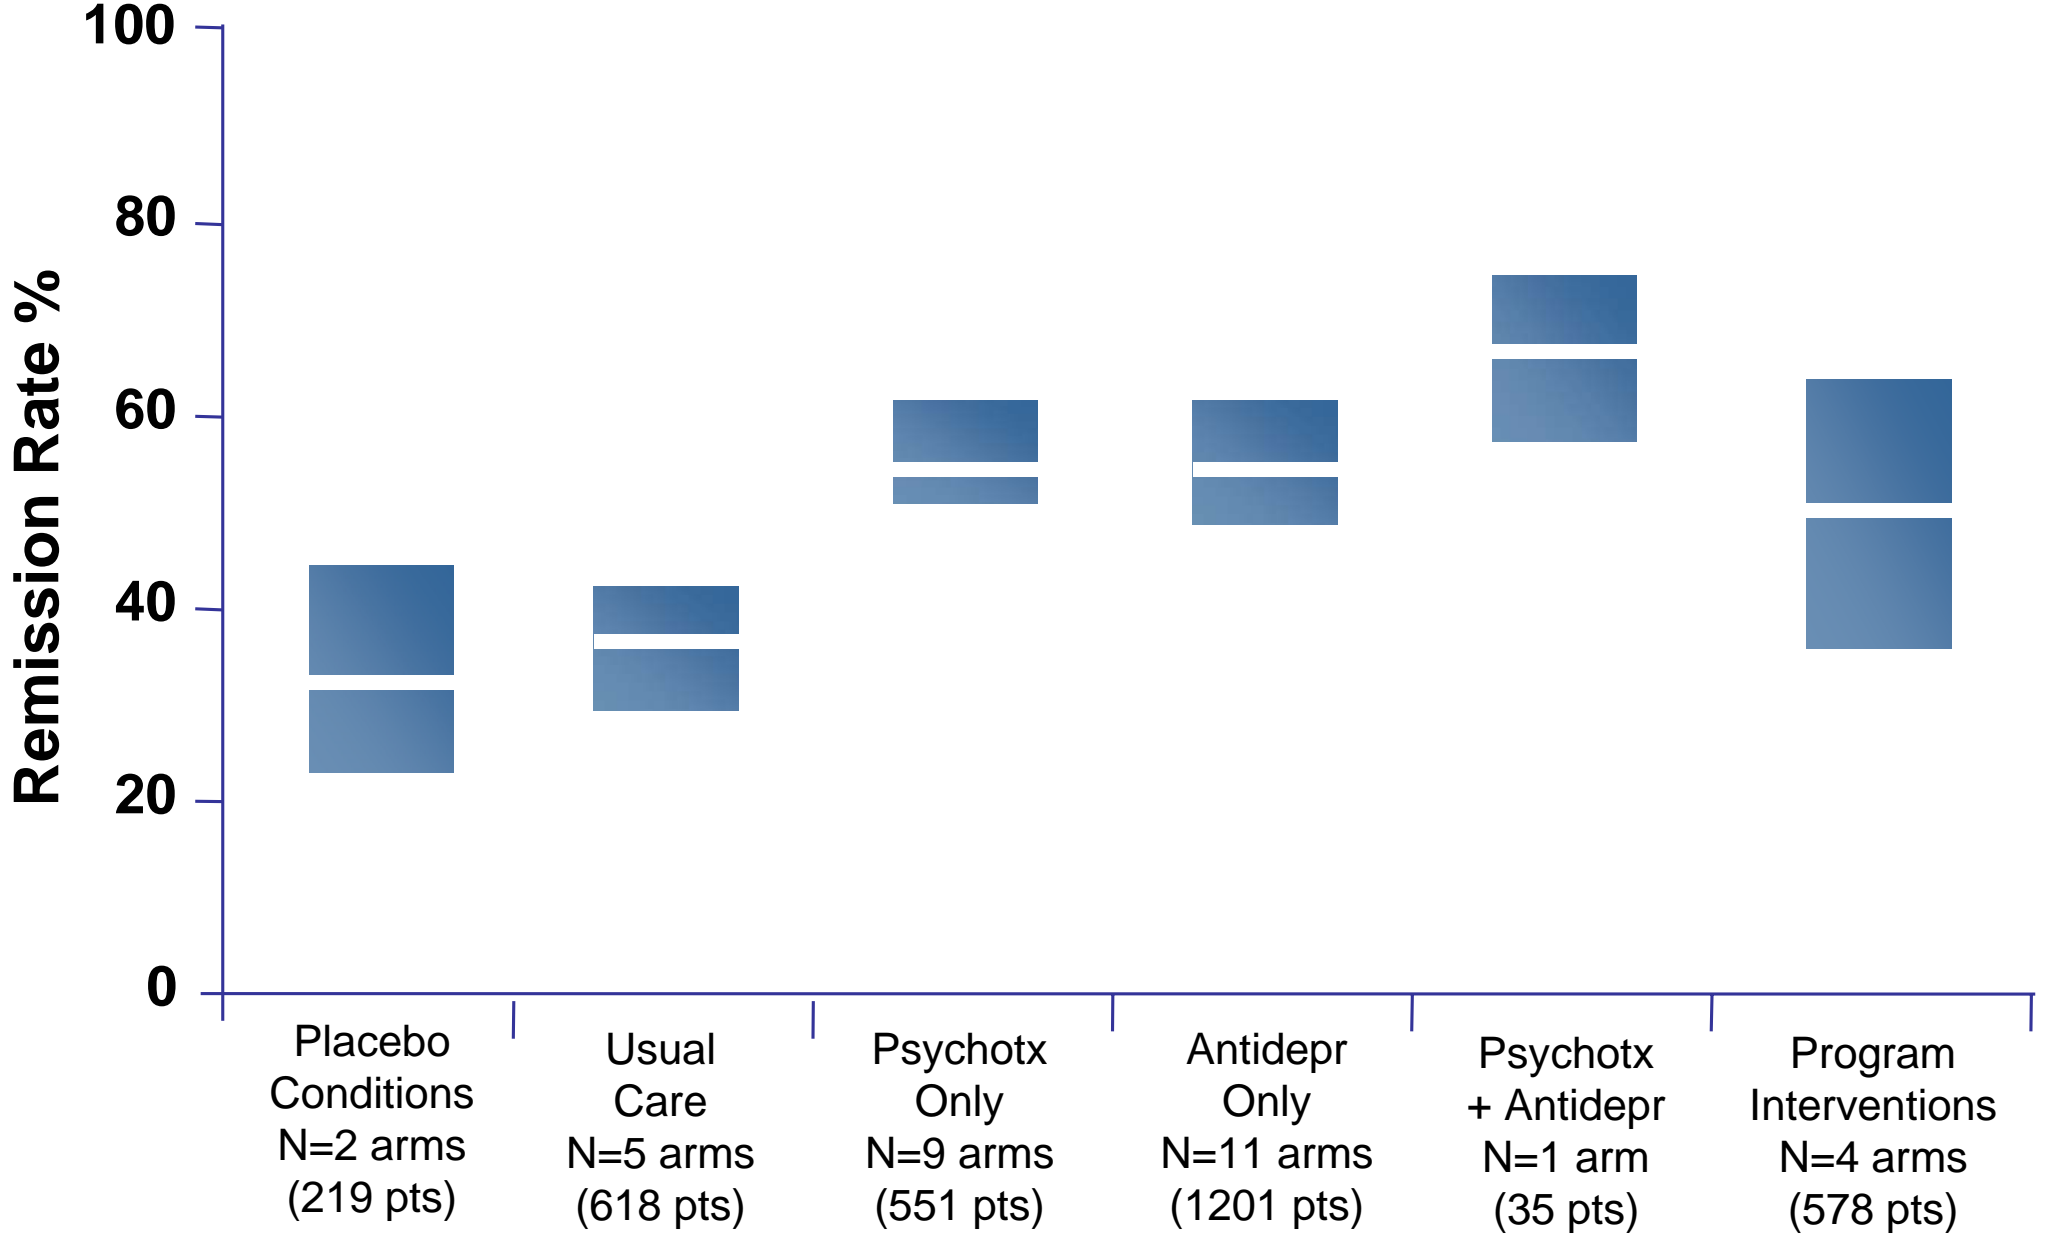 Remission Rate %
100
80
60
40
20
0
Placebo
Conditions
N=2 arms
(219 pts)
Usual
Care
N=5 arms
(618 pts)
Psychotx
Only
N=9 arms
(551 pts)
Antidepr
Only
N=11 arms
(1201 pts)
Psychotx
+ Antidepr
N=1 arm
(35 pts)
Program
Interventions
N=4 arms
(578 pts)